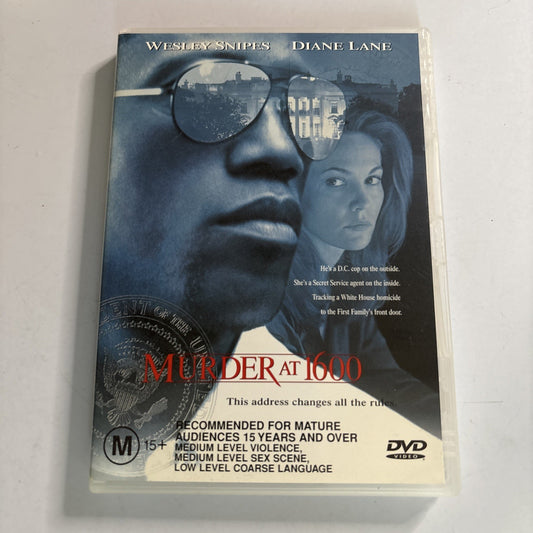 WESLEY SNIPES DIANE LANE
He's a D.C. cop on the outside.
She's a Secret Service agent on the inside.
Tracking a White House homicide
to the First Family's front door.
ENT OF THE U
MURDER AT 1600
This address changes all the rules.
M 15+
RECOMMENDED FOR MATURE
AUDIENCES 15 YEARS AND OVER
MEDIUM LEVEL VIOLENCE,
MEDIUM LEVEL SEX SCENE,
LOW LEVEL COARSE LANGUAGE
DVD
VIDEO